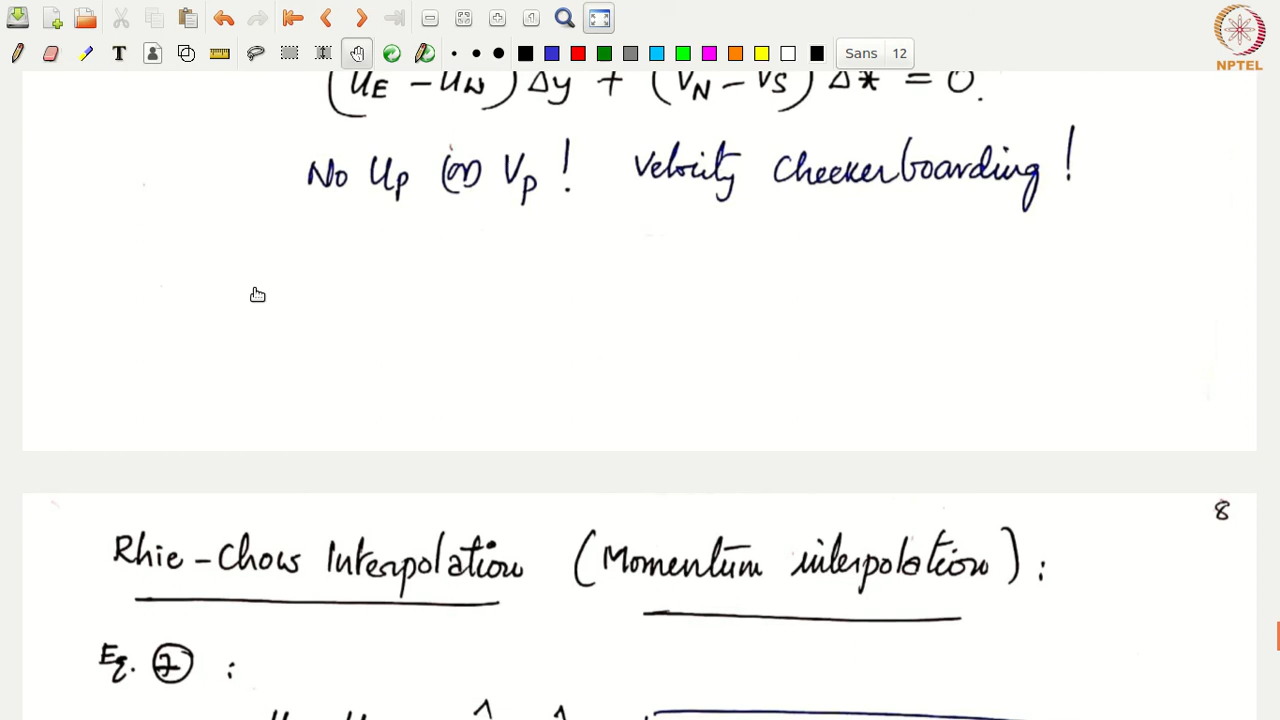 Sans 12
NPTEL
(uE - uW) Δy + (VN - VS) Δx = 0.
No Up (or) Vp ! Velocity Checkerboarding !
8
Rhie-Chow Interpolation (Momentum interpolation) :
Eq. ② :